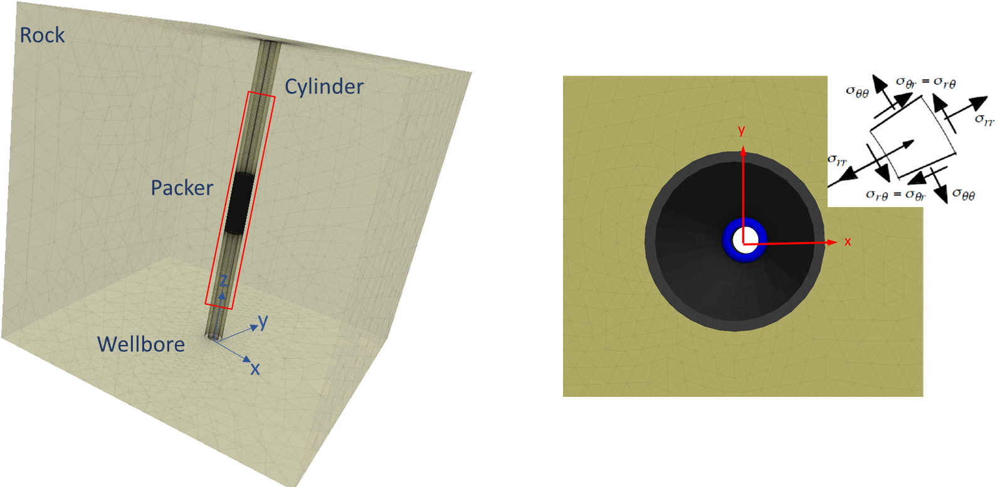 Rock
Cylinder
Packer
z
y
Wellbore
x
y
x
σθr = σrθ
σθθ
σrr
σrr
σrθ = σθr
σθθ